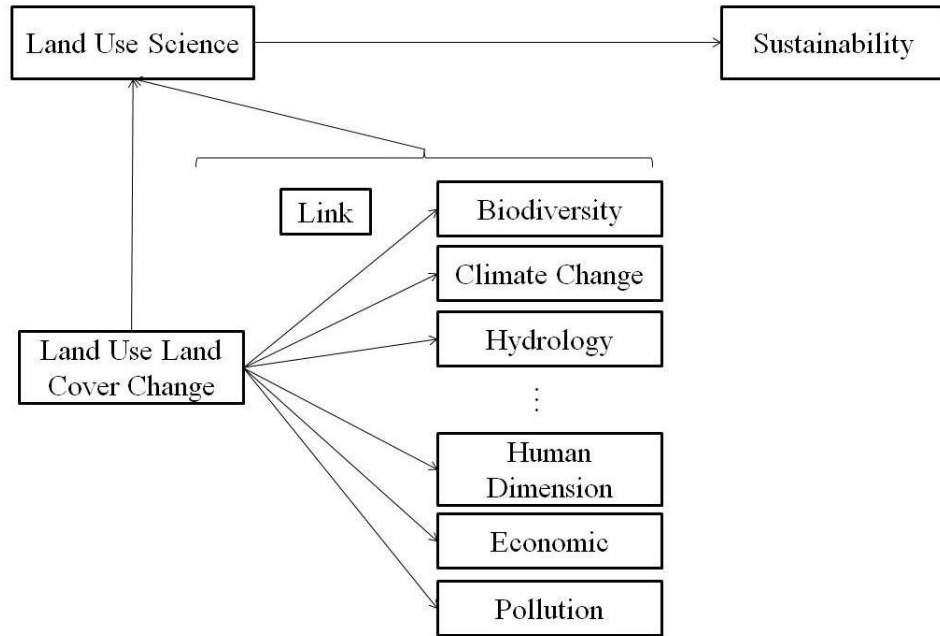 Land Use Science
Sustainability
Link
Biodiversity
Climate Change
Hydrology
Land Use Land
Cover Change
⋮
Human
Dimension
Economic
Pollution